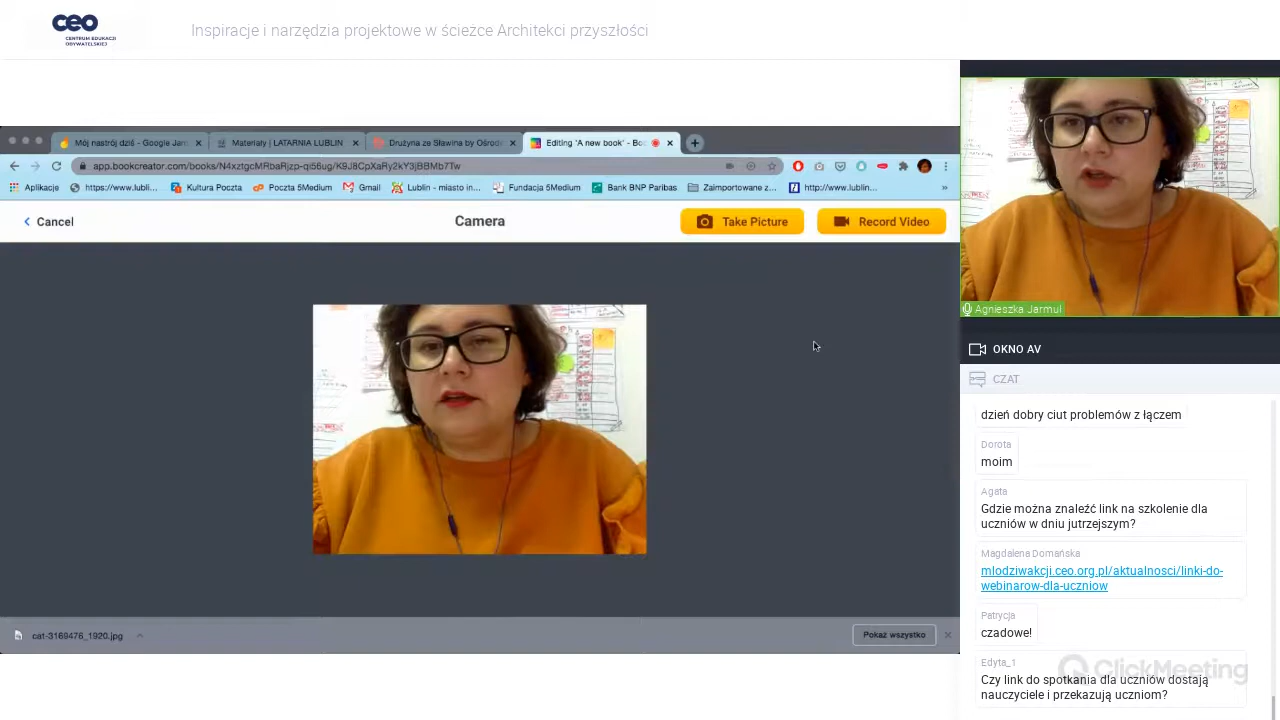 ceo
CENTRUM EDUKACJI
OBYWATELSKIEJ
Inspiracje i narzędzia projektowe w ścieżce Architekci przyszłości
Mój nastrój dziś - Google Jam
Materiały | LATARNIA LUBLIN
Drużyna ze Sławina by Ośrode
Editing 'A new book' - Bo
app.bookcreator.com/books/
Aplikacje
https://www.lubli...
Kultura Poczta
Poczta 5Medium
Gmail
Lublin - miasto in...
Fundacja 5Medium
Bank BNP Paribas
Zaimportowane z...
http://www.lublin...
Cancel
Camera
Take Picture
Record Video
cat-3169476_1920.jpg
Pokaż wszystko
Agnieszka Jarmuł
OKNO AV
CZAT
dzień dobry ciut problemów z łączem
Dorota
moim
Agata
Gdzie można znaleźć link na szkolenie dla
uczniów w dniu jutrzejszym?
Magdalena Domańska
mlodziwakcji.ceo.org.pl/aktualnosci/linki-do-
webinarow-dla-uczniow
Patrycja
czadowe!
Edyta_1
Czy link do spotkania dla uczniów dostają
nauczyciele i przekazują uczniom?
ClickMeeting